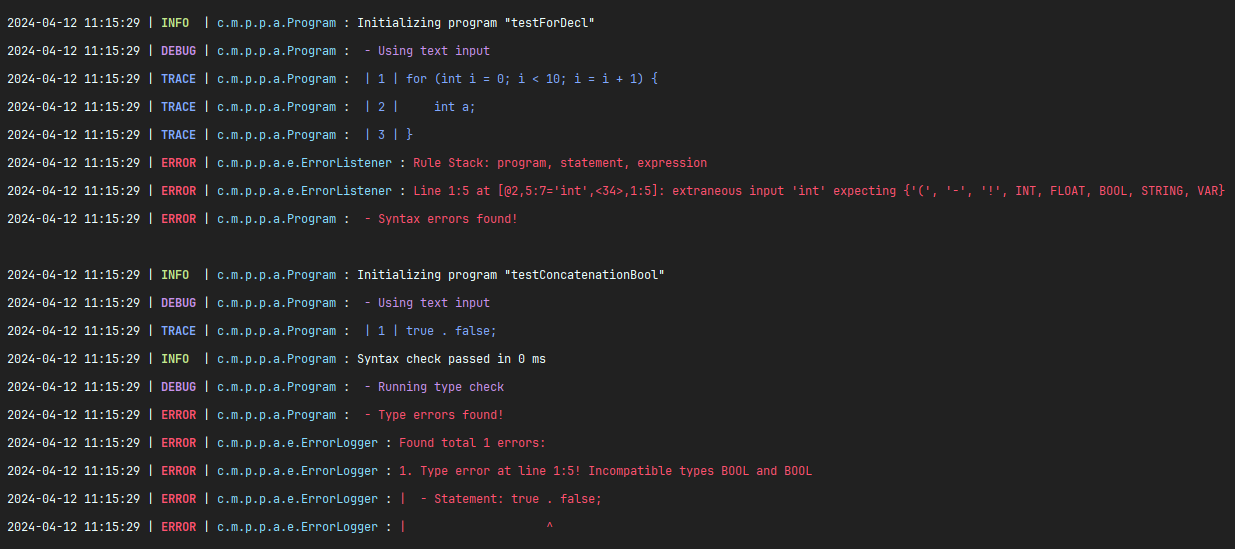 2024-04-12 11:15:29 | INFO  | c.m.p.p.a.Program : Initializing program "testForDecl"
2024-04-12 11:15:29 | DEBUG | c.m.p.p.a.Program :  - Using text input
2024-04-12 11:15:29 | TRACE | c.m.p.p.a.Program :  | 1 | for (int i = 0; i < 10; i = i + 1) {
2024-04-12 11:15:29 | TRACE | c.m.p.p.a.Program :  | 2 |     int a;
2024-04-12 11:15:29 | TRACE | c.m.p.p.a.Program :  | 3 | }
2024-04-12 11:15:29 | ERROR | c.m.p.p.a.e.ErrorListener : Rule Stack: program, statement, expression
2024-04-12 11:15:29 | ERROR | c.m.p.p.a.e.ErrorListener : Line 1:5 at [@2,5:7='int',<34>,1:5]: extraneous input 'int' expecting {'(', '-', '!', INT, FLOAT, BOOL, STRING, VAR}
2024-04-12 11:15:29 | ERROR | c.m.p.p.a.Program :  - Syntax errors found!
2024-04-12 11:15:29 | INFO  | c.m.p.p.a.Program : Initializing program "testConcatenationBool"
2024-04-12 11:15:29 | DEBUG | c.m.p.p.a.Program :  - Using text input
2024-04-12 11:15:29 | TRACE | c.m.p.p.a.Program :  | 1 | true . false;
2024-04-12 11:15:29 | INFO  | c.m.p.p.a.Program : Syntax check passed in 0 ms
2024-04-12 11:15:29 | DEBUG | c.m.p.p.a.Program :  - Running type check
2024-04-12 11:15:29 | ERROR | c.m.p.p.a.Program :  - Type errors found!
2024-04-12 11:15:29 | ERROR | c.m.p.p.a.e.ErrorLogger : Found total 1 errors:
2024-04-12 11:15:29 | ERROR | c.m.p.p.a.e.ErrorLogger : 1. Type error at line 1:5! Incompatible types BOOL and BOOL
2024-04-12 11:15:29 | ERROR | c.m.p.p.a.e.ErrorLogger : |  - Statement: true . false;
2024-04-12 11:15:29 | ERROR | c.m.p.p.a.e.ErrorLogger : |                    ^